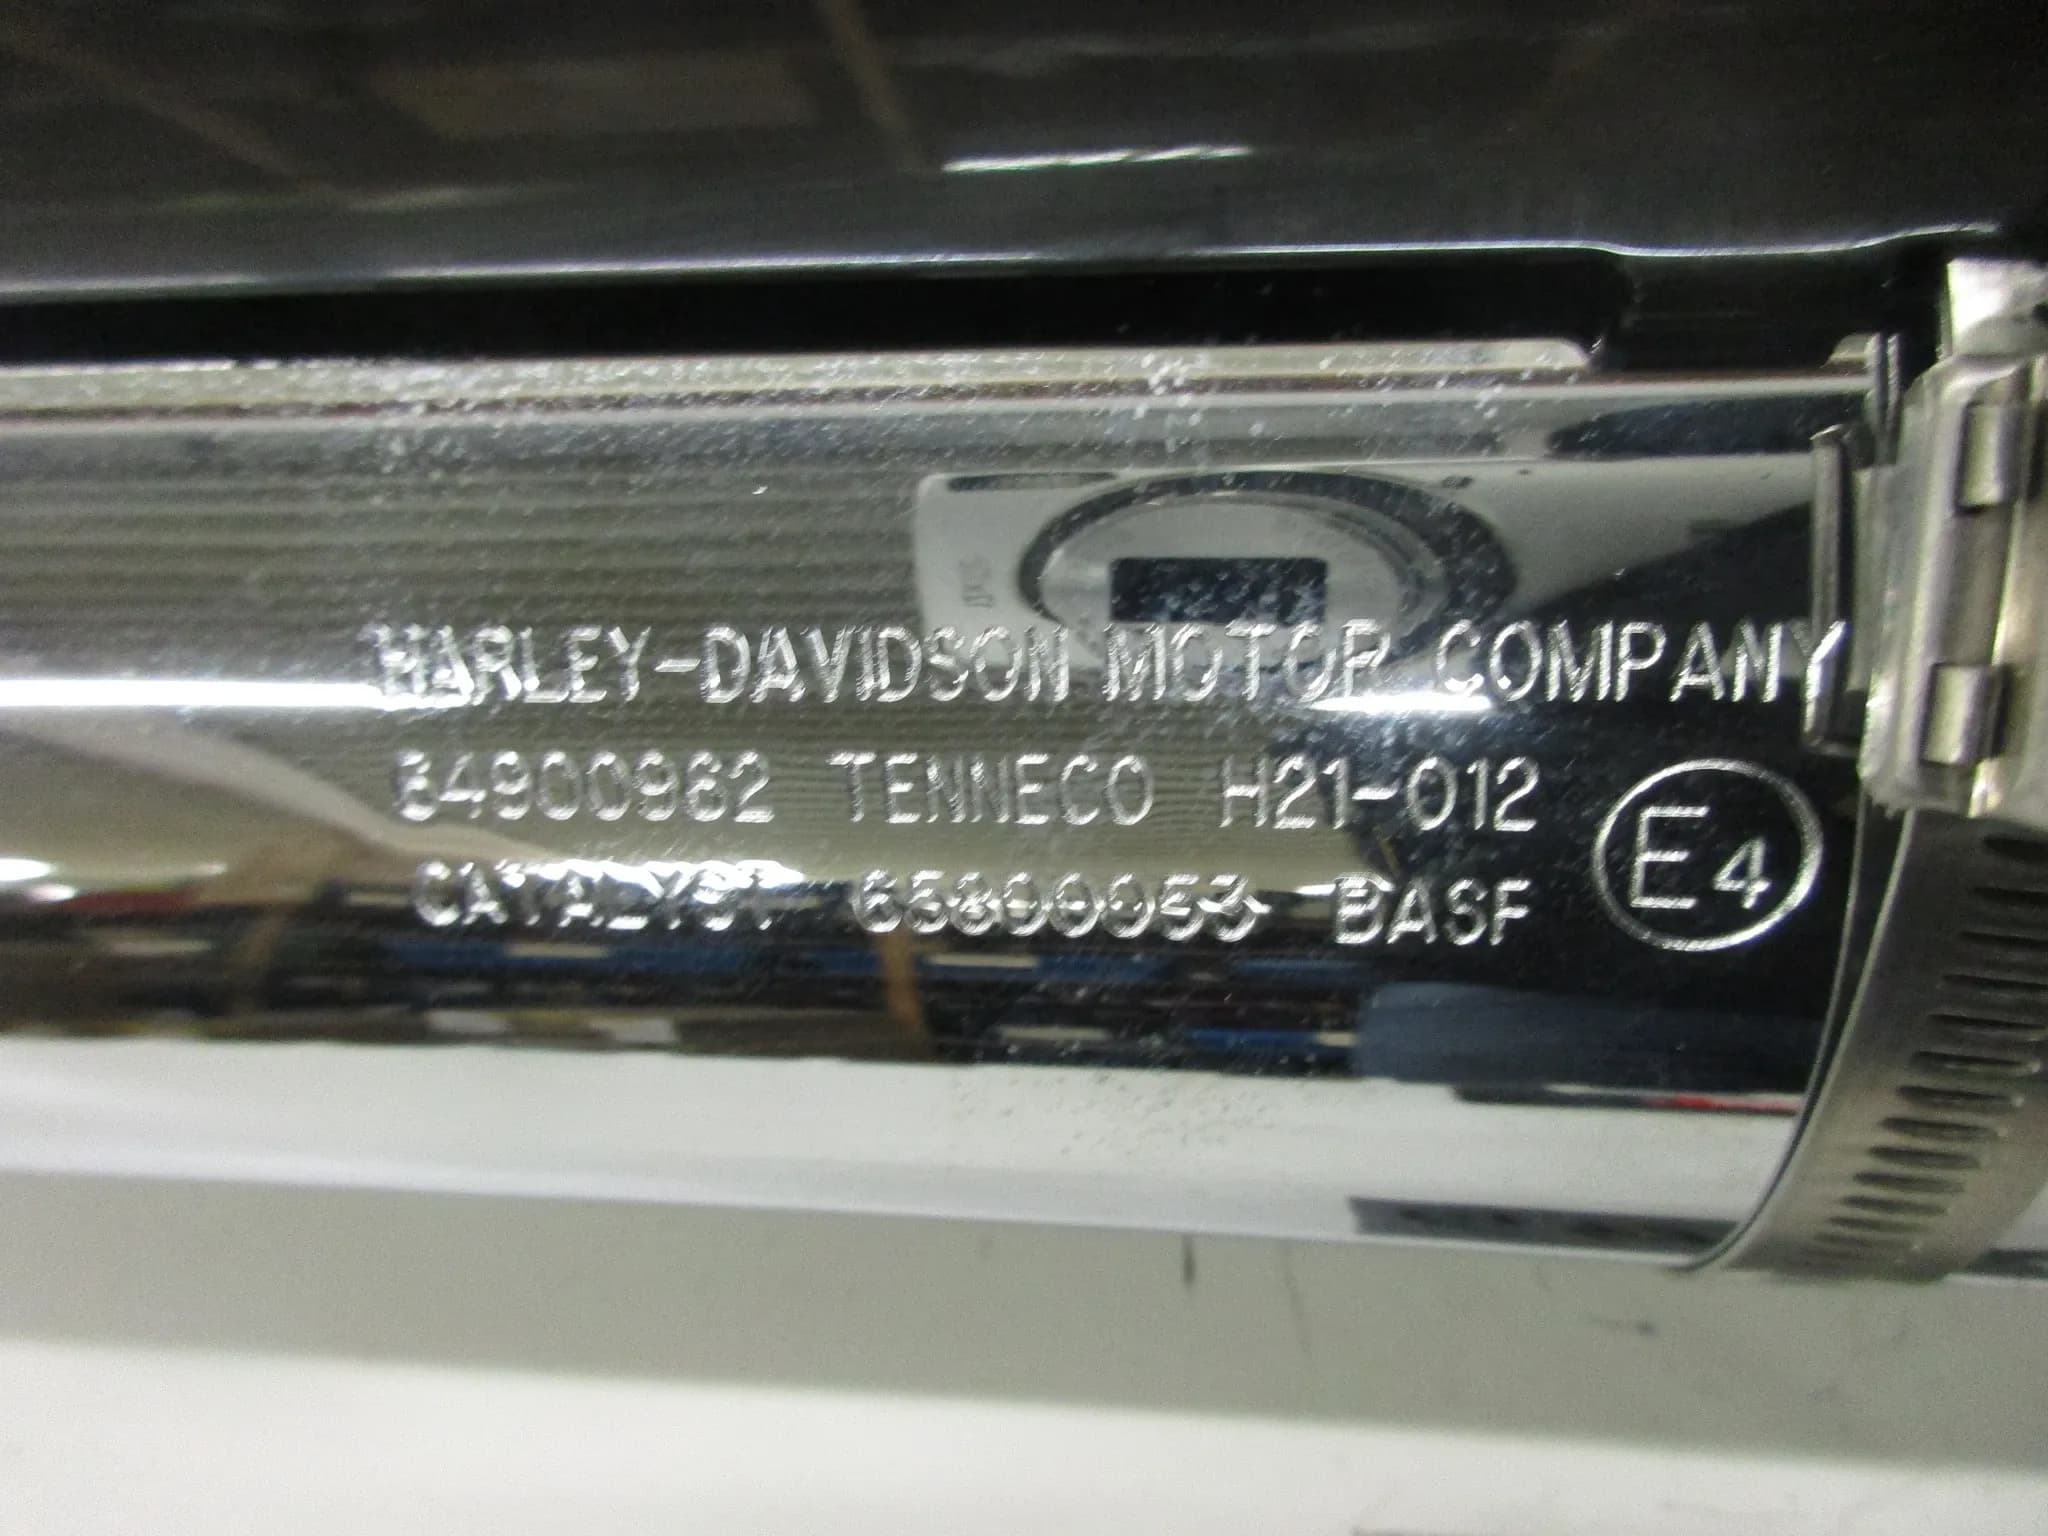 HARLEY-DAVIDSON MOTOR COMPANY
64900962 TENNECO H21-012
CATALYST 65800053 BASF
E4